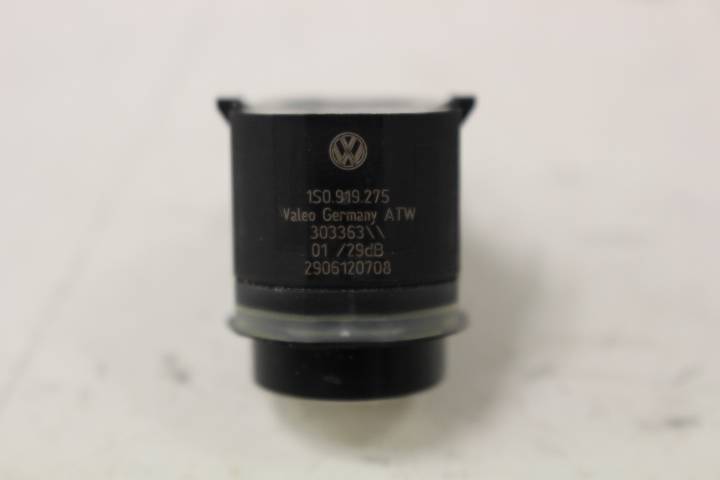 1S0.919.275
Valeo Germany ATW
303363\\
01 /29dB
2906120708